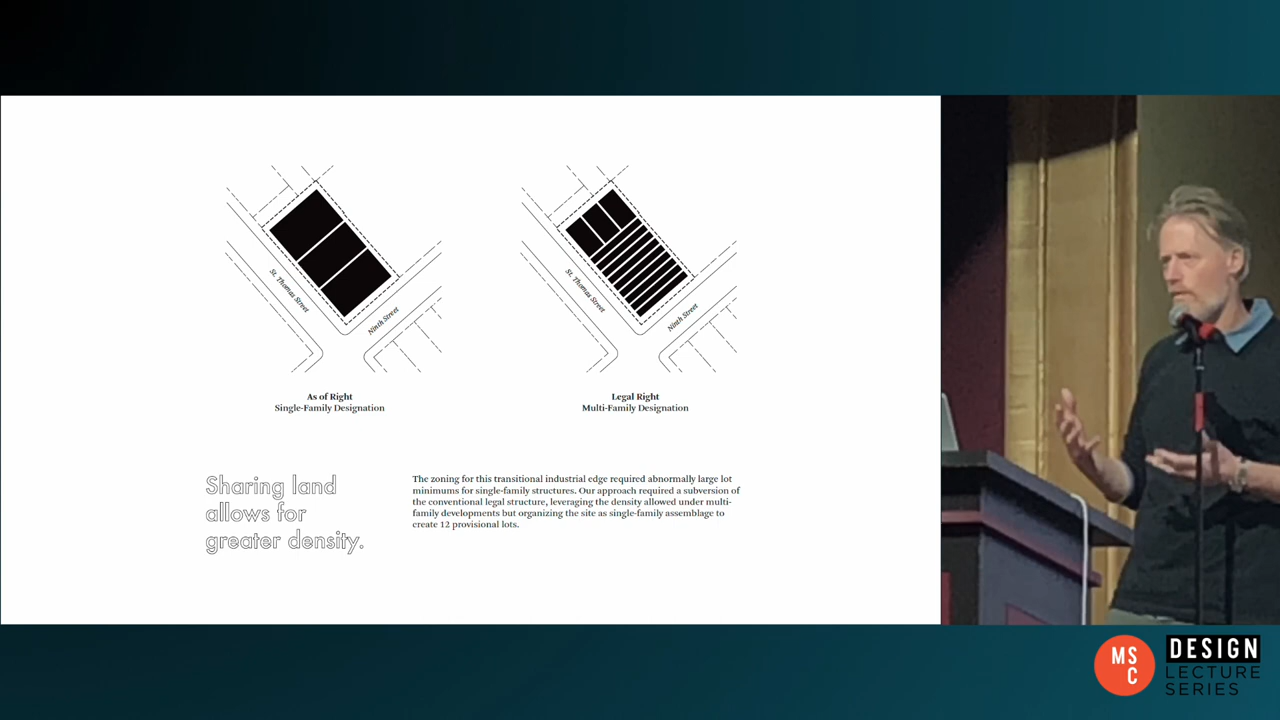 St. Thomas Street
Ninth Street
St. Thomas Street
Ninth Street
As of Right
Single-Family Designation
Legal Right
Multi-Family Designation
Sharing land
allows for
greater density.
The zoning for this transitional industrial edge required abnormally large lot
minimums for single-family structures. Our approach required a subversion of
the conventional legal structure, leveraging the density allowed under multi-
family developments but organizing the site as single-family assemblage to
create 12 provisional lots.
MS
C
DESIGN
LECTURE
SERIES